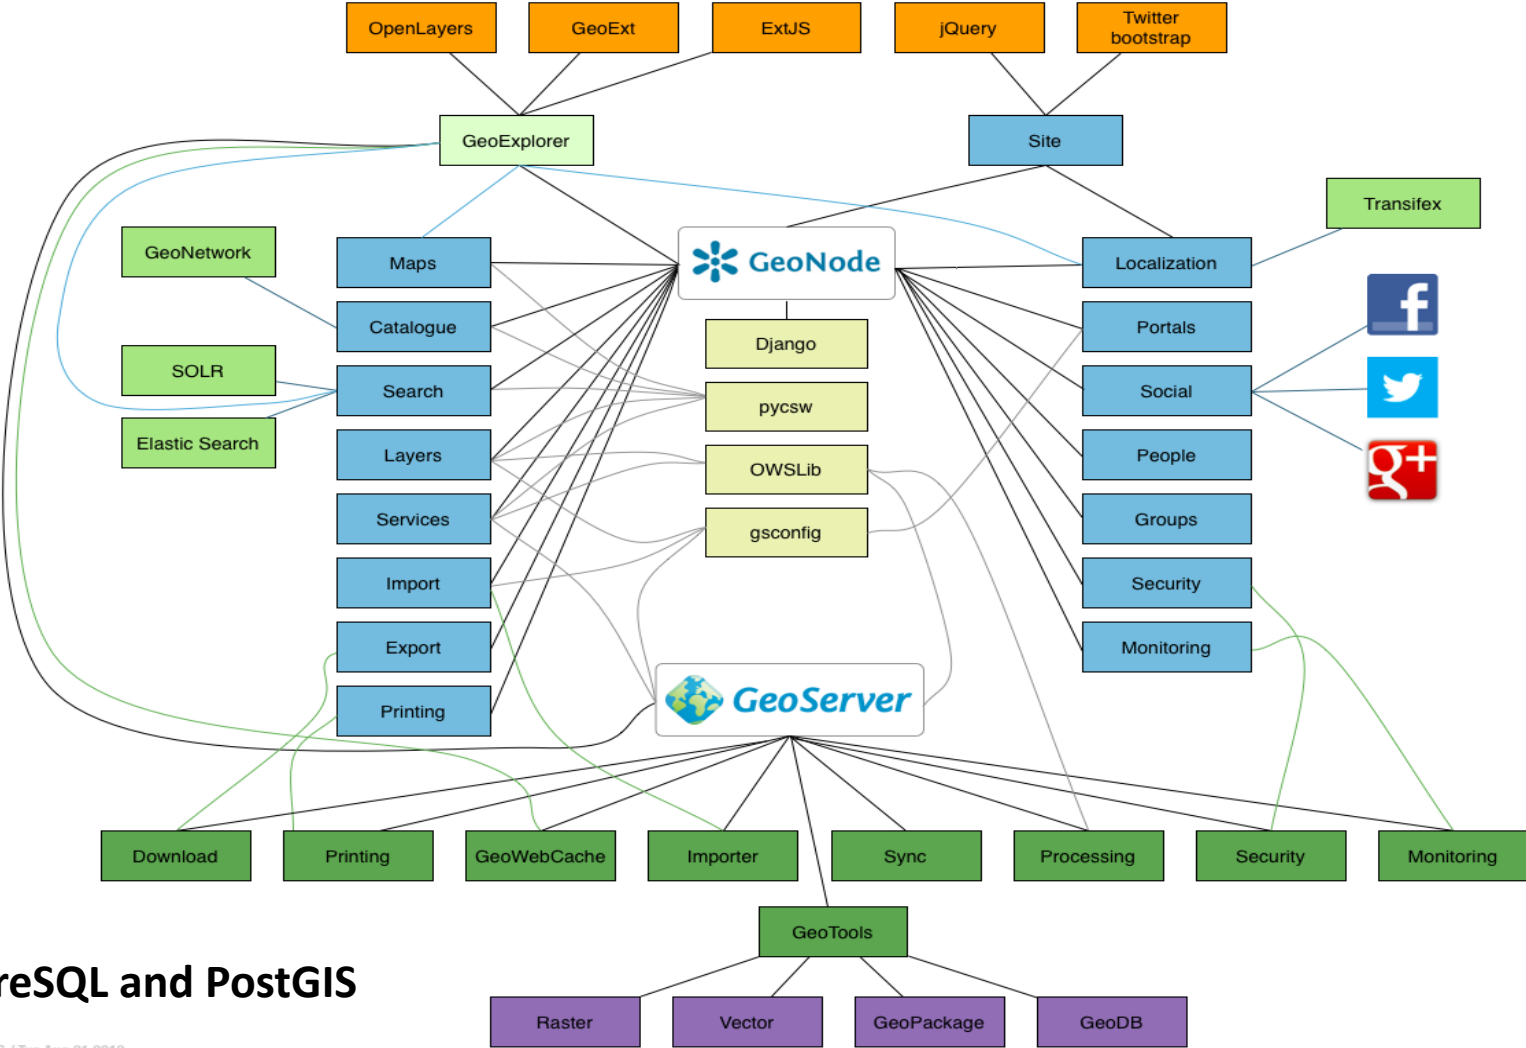 OpenLayers
GeoExt
ExtJS
jQuery
Twitter
bootstrap
GeoExplorer
Site
Transifex
GeoNetwork
Maps
GeoNode
Localization
Catalogue
Django
Portals
SOLR
Search
pycsw
Social
Elastic Search
Layers
OWSLib
People
g+
Services
gsconfig
Groups
Import
Security
Export
Monitoring
Printing
GeoServer
Download
Printing
GeoWebCache
Importer
Sync
Processing
Security
Monitoring
GeoTools
reSQL and PostGIS
Raster
Vector
GeoPackage
GeoDB